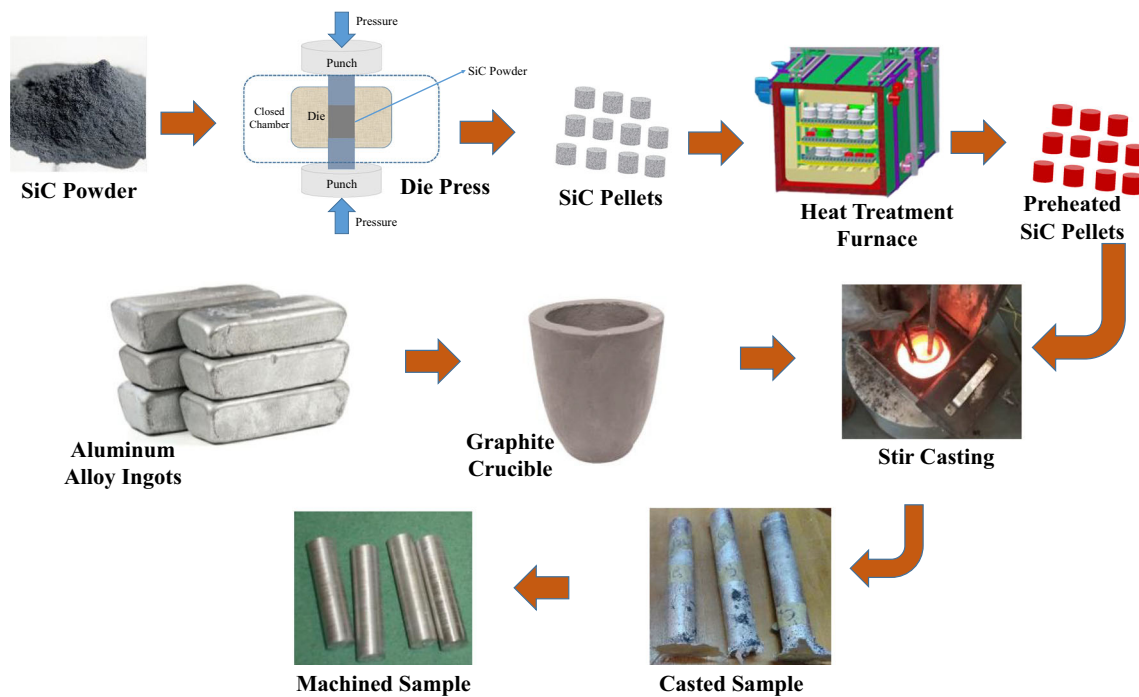 Pressure
Punch
SiC Powder
Closed
Chamber
Die
Punch
Pressure
SiC Powder
Die Press
SiC Pellets
Heat Treatment
Furnace
Preheated
SiC Pellets
Aluminum
Alloy Ingots
Graphite
Crucible
Stir Casting
Machined Sample
Casted Sample